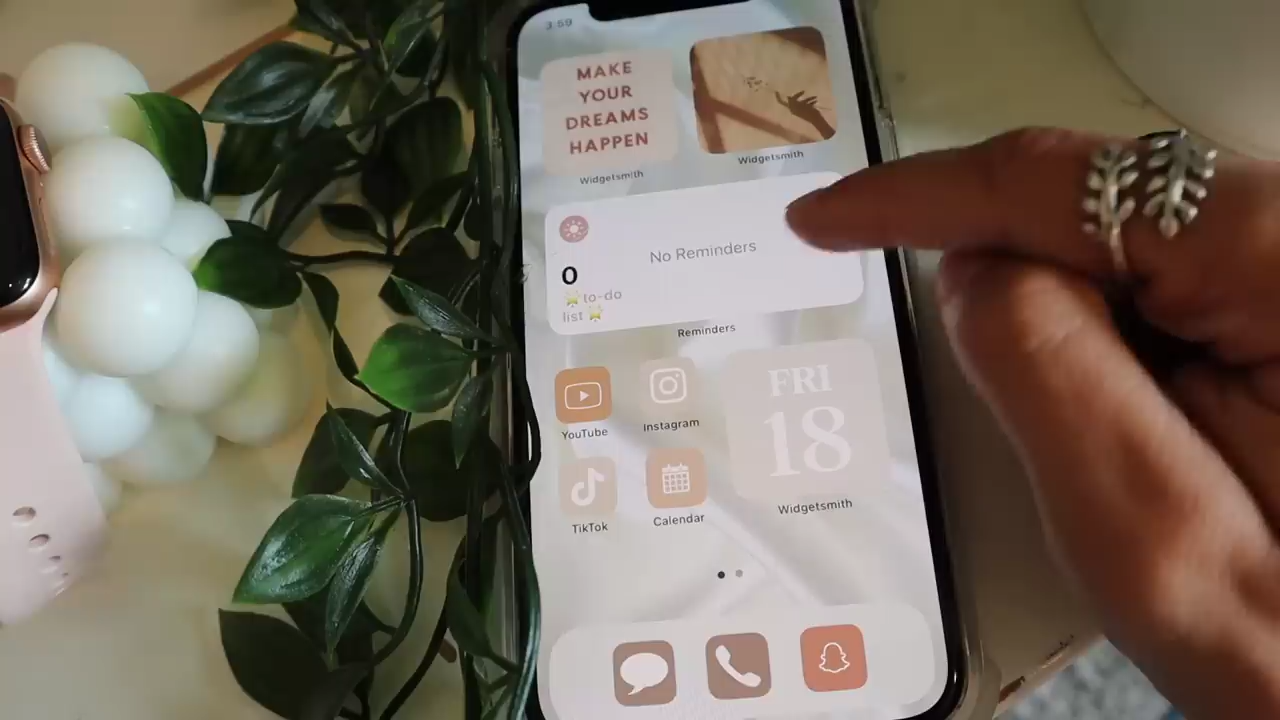 3:59
MAKE
YOUR
DREAMS
HAPPEN
Widgetsmith
Widgetsmith
No Reminders
0
🌟to-do
list🌟
Reminders
YouTube
Instagram
FRI
18
TikTok
Calendar
Widgetsmith